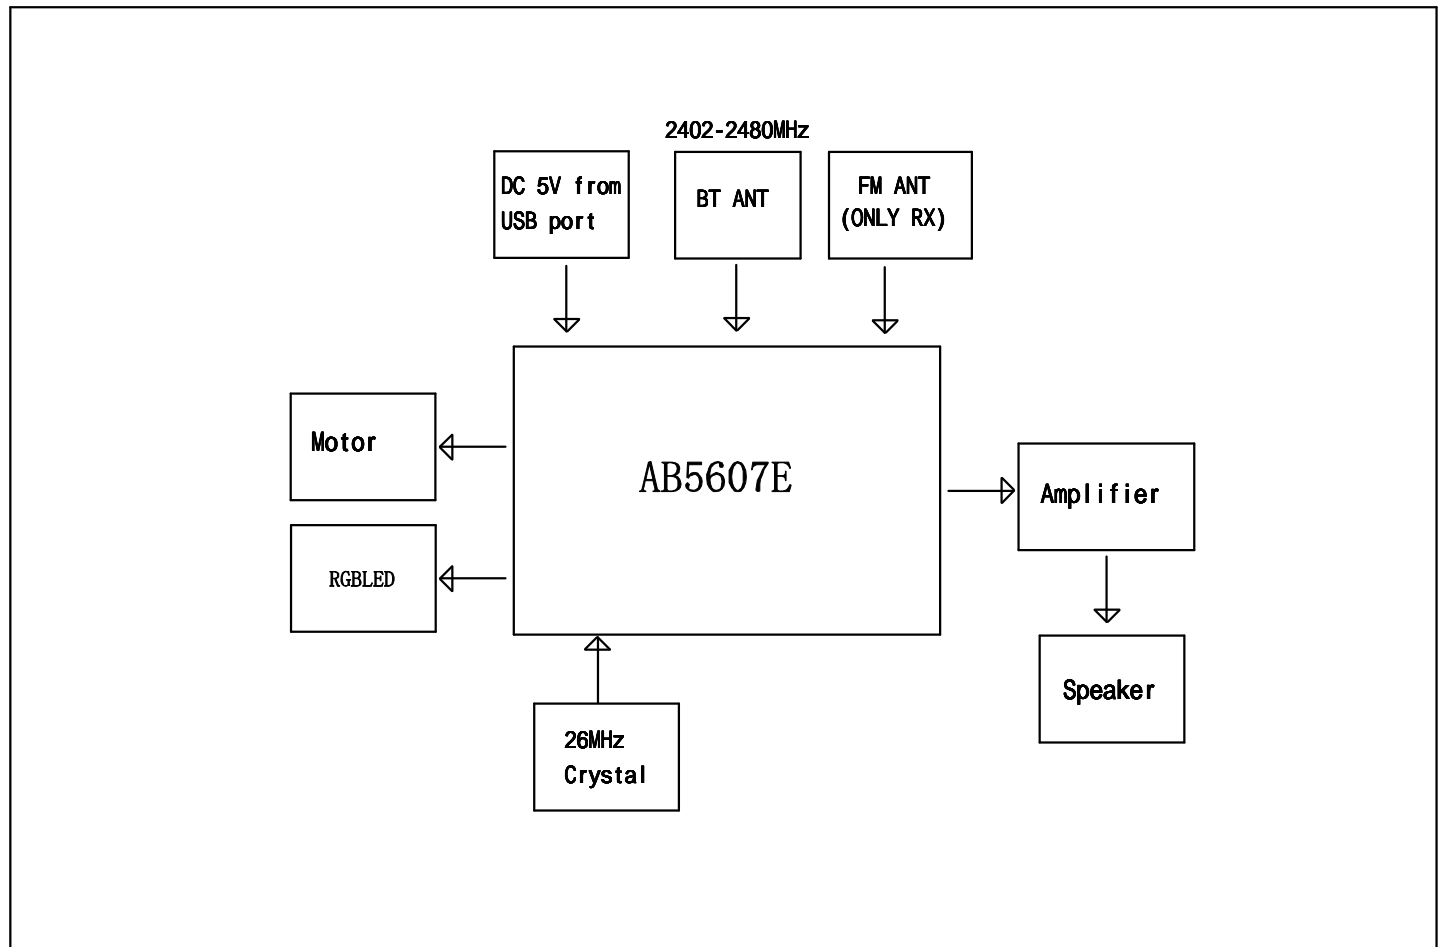 2402-2480MHz
DC 5V from
USB port
BT ANT
FM ANT
(ONLY RX)
Motor
AB5607E
Amplifier
RGBLED
Speaker
26MHz
Crystal